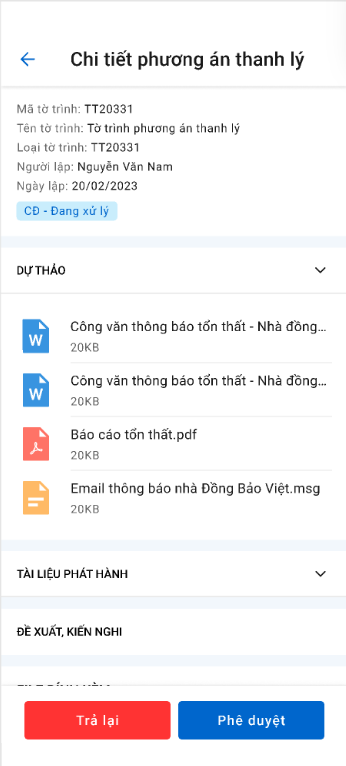 Chi tiết phương án thanh lý
Mã tờ trình: TT20331
Tên tờ trình: Tờ trình phương án thanh lý
Loại tờ trình: TT20331
Người lập: Nguyễn Văn Nam
Ngày lập: 20/02/2023
CĐ - Đang xử lý
DỰ THẢO
W
Công văn thông báo tổn thất - Nhà đồng...
20KB
W
Công văn thông báo tổn thất - Nhà đồng...
20KB
Báo cáo tổn thất.pdf
20KB
Email thông báo nhà Đồng Bảo Việt.msg
20KB
TÀI LIỆU PHÁT HÀNH
ĐỀ XUẤT, KIẾN NGHI
Trả lại
Phê duyệt